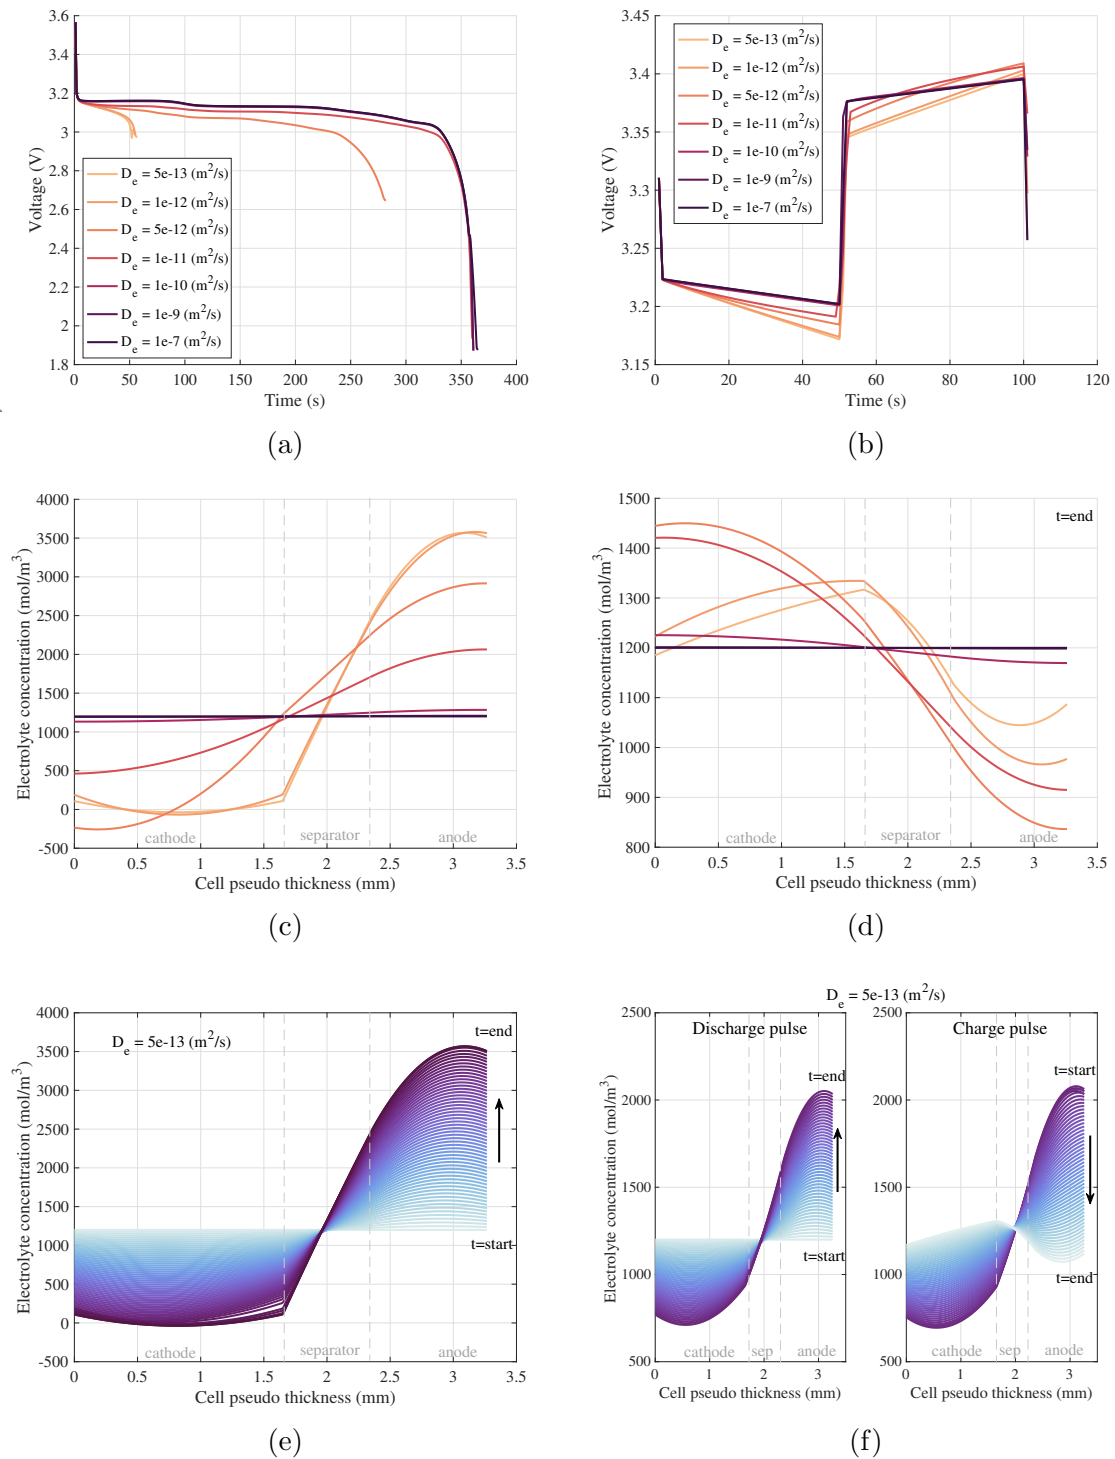 3.6
3.4
3.2
3
2.8
2.6
2.4
2.2
2
1.8
Voltage (V)
D_e = 5e-13 (m²/s)
D_e = 1e-12 (m²/s)
D_e = 5e-12 (m²/s)
D_e = 1e-11 (m²/s)
D_e = 1e-10 (m²/s)
D_e = 1e-9 (m²/s)
D_e = 1e-7 (m²/s)
0 50 100 150 200 250 300 350 400
Time (s)
(a)
3.45
3.4
3.35
3.3
3.25
3.2
3.15
Voltage (V)
D_e = 5e-13 (m²/s)
D_e = 1e-12 (m²/s)
D_e = 5e-12 (m²/s)
D_e = 1e-11 (m²/s)
D_e = 1e-10 (m²/s)
D_e = 1e-9 (m²/s)
D_e = 1e-7 (m²/s)
0 20 40 60 80 100 120
Time (s)
(b)
4000
3500
3000
2500
2000
1500
1000
500
0
-500
Electrolyte concentration (mol/m³)
cathode separator anode
0 0.5 1 1.5 2 2.5 3 3.5
Cell pseudo thickness (mm)
(c)
1500
1400
1300
1200
1100
1000
900
800
Electrolyte concentration (mol/m³)
t=end
cathode separator anode
0 0.5 1 1.5 2 2.5 3 3.5
Cell pseudo thickness (mm)
(d)
4000
3500
3000
2500
2000
1500
1000
500
0
-500
Electrolyte concentration (mol/m³)
D_e = 5e-13 (m²/s)
t=end
t=start
cathode separator anode
0 0.5 1 1.5 2 2.5 3 3.5
Cell pseudo thickness (mm)
(e)
D_e = 5e-13 (m²/s)
2500
2000
1500
1000
500
Electrolyte concentration (mol/m³)
Discharge pulse
t=end
t=start
cathode sep anode
0 1 2 3
Cell pseudo thickness (mm)
2500
2000
1500
1000
500
Charge pulse
t=start
t=end
cathode sep anode
0 1 2 3
Cell pseudo thickness (mm)
(f)